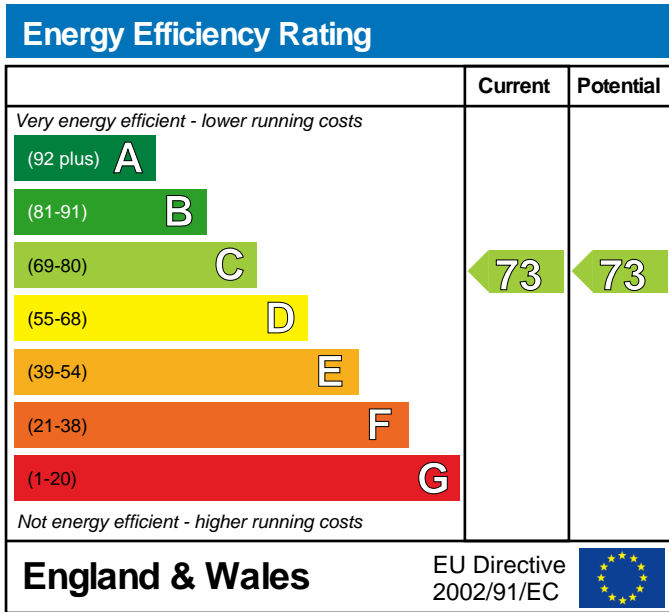 Energy Efficiency Rating
Current Potential
Very energy efficient - lower running costs
(92 plus) A
(81-91) B
(69-80) C 73 73
(55-68) D
(39-54) E
(21-38) F
(1-20) G
Not energy efficient - higher running costs
England & Wales
EU Directive
2002/91/EC